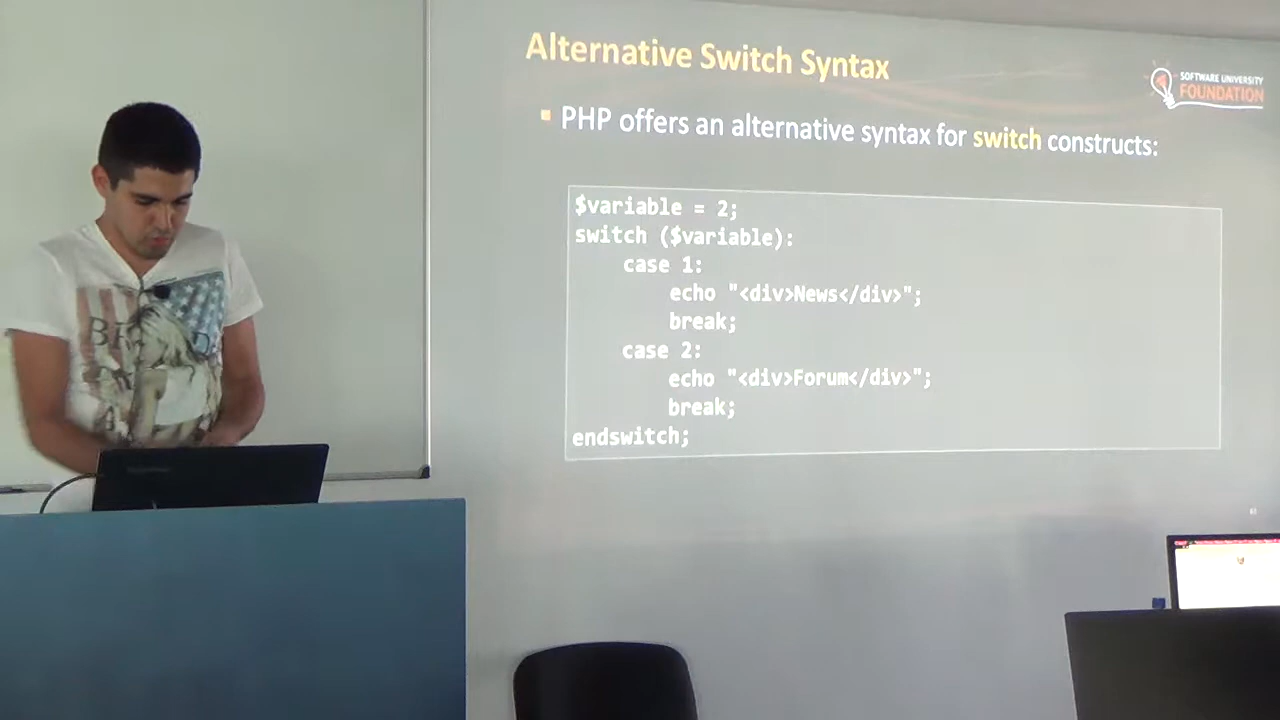 Alternative Switch Syntax
SOFTWARE UNIVERSITY
FOUNDATION
PHP offers an alternative syntax for switch constructs:
$variable = 2;
switch ($variable):
case 1:
echo "<div>News</div>";
break;
case 2:
echo "<div>Forum</div>";
break;
endswitch;